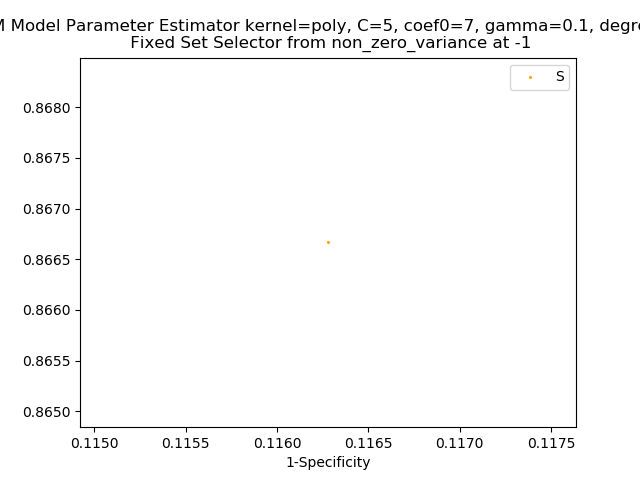 M Model Parameter Estimator kernel=poly, C=5, coef0=7, gamma=0.1, degre
Fixed Set Selector from non_zero_variance at -1
S
0.8680
0.8675
0.8670
0.8665
0.8660
0.8655
0.8650
0.1150 0.1155 0.1160 0.1165 0.1170 0.1175
1-Specificity